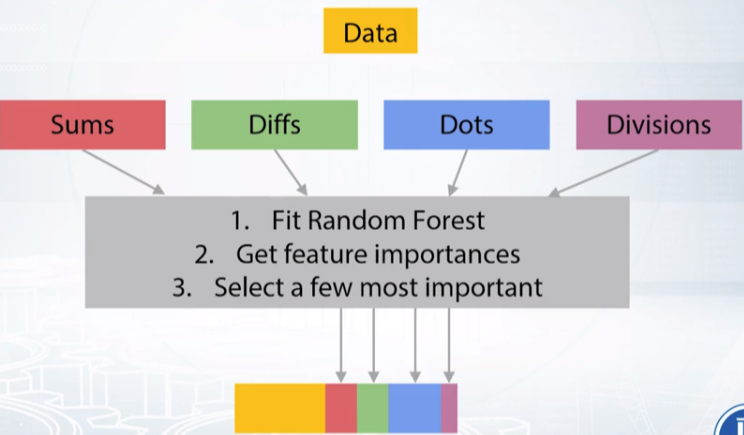 Data
Sums
Diffs
Dots
Divisions
1. Fit Random Forest
2. Get feature importances
3. Select a few most important